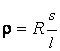 ρ = R s/l